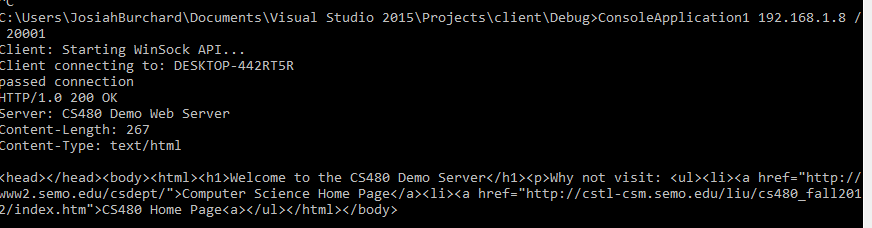 ^C
C:\Users\JosiahBurchard\Documents\Visual Studio 2015\Projects\client\Debug>ConsoleApplication1 192.168.1.8 /
 20001
Client: Starting WinSock API...
Client connecting to: DESKTOP-442RT5R
passed connection
HTTP/1.0 200 OK
Server: CS480 Demo Web Server
Content-Length: 267
Content-Type: text/html

<head></head><body><html><h1>Welcome to the CS480 Demo Server</h1><p>Why not visit: <ul><li><a href="http://
www2.semo.edu/csdept/">Computer Science Home Page</a><li><a href="http://cstl-csm.semo.edu/liu/cs480_fall201
2/index.htm">CS480 Home Page<a></ul></html></body>